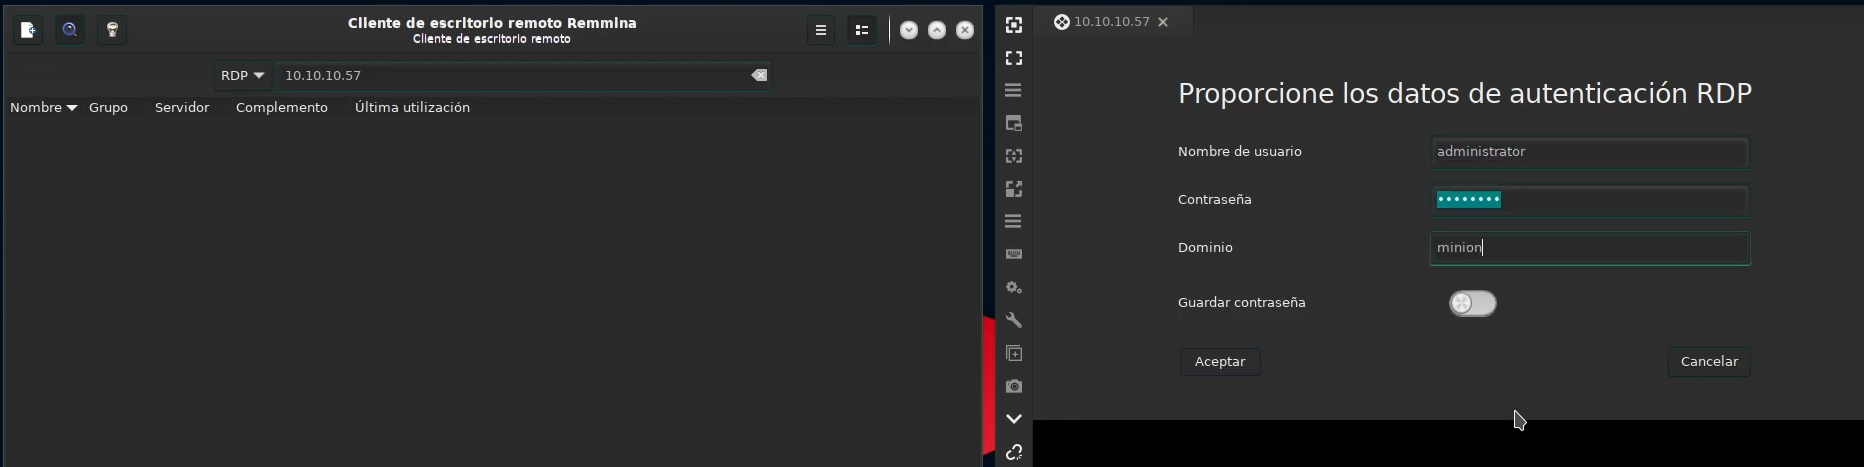 Cliente de escritorio remoto Remmina
Cliente de escritorio remoto
RDP 10.10.10.57
Nombre Grupo Servidor Complemento Última utilización
10.10.10.57
Proporcione los datos de autenticación RDP
Nombre de usuario administrator
Contraseña ••••••••
Dominio minion
Guardar contraseña
Aceptar Cancelar